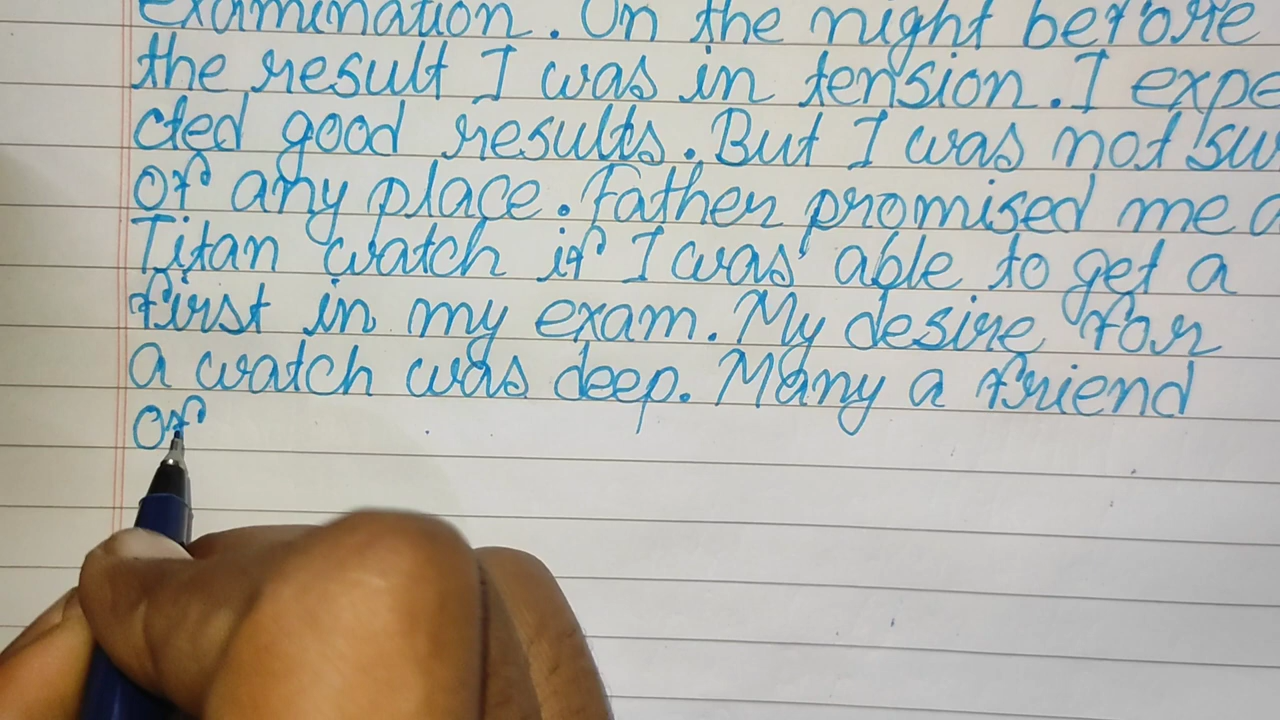 examination. On the night before
the result I was in tension. I expe
cted good results. But I was not su
of any place. Father promised me a
Titan watch if I was able to get a
first in my exam. My desire for
a watch was deep. Many a friend
of